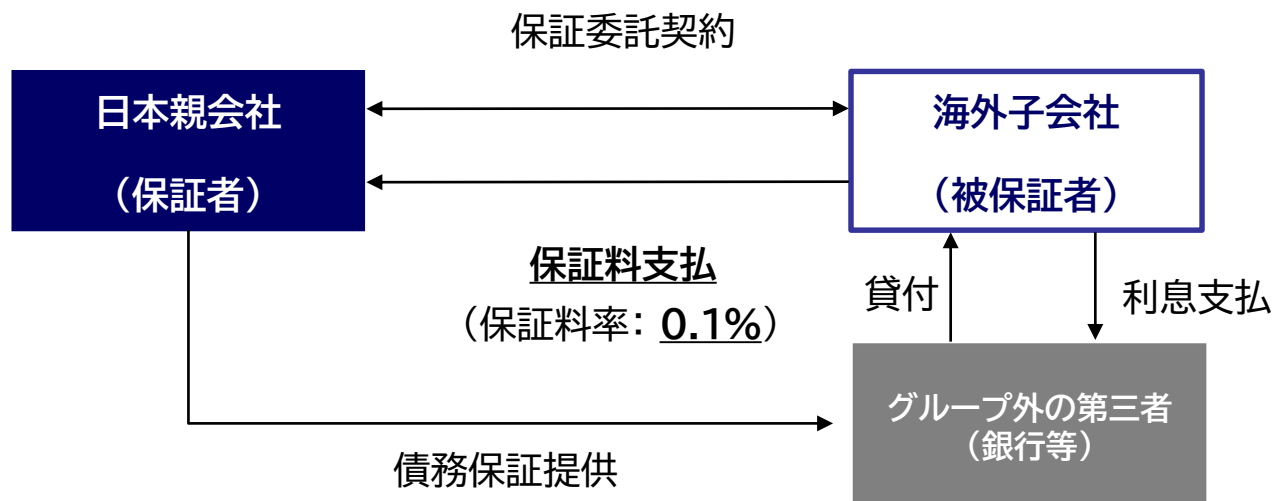 保証委託契約
日本親会社
（保証者）
海外子会社
（被保証者）
保証料支払
（保証料率： 0.1%）
貸付
利息支払
グループ外の第三者
（銀行等）
債務保証提供